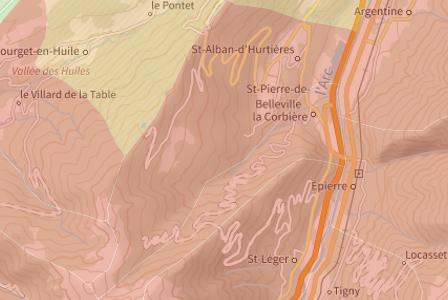 le Pontet
Argentine
ourget-en-Huile
St-Alban-d'Hurtières
Vallée des Huiles
l'Arc
le Villard de la Table
St-Pierre-de-
Belleville
la Corbière
Épierre
St-Léger
Locasset
Tigny